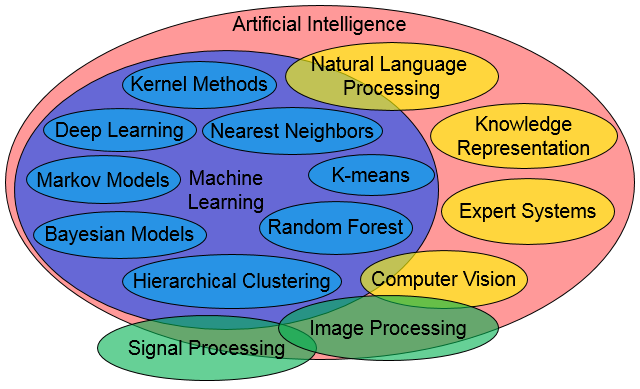 Artificial Intelligence
Natural Language
Processing
Kernel Methods
Deep Learning
Nearest Neighbors
Knowledge
Representation
Markov Models
Machine
Learning
K-means
Expert Systems
Bayesian Models
Random Forest
Hierarchical Clustering
Computer Vision
Image Processing
Signal Processing